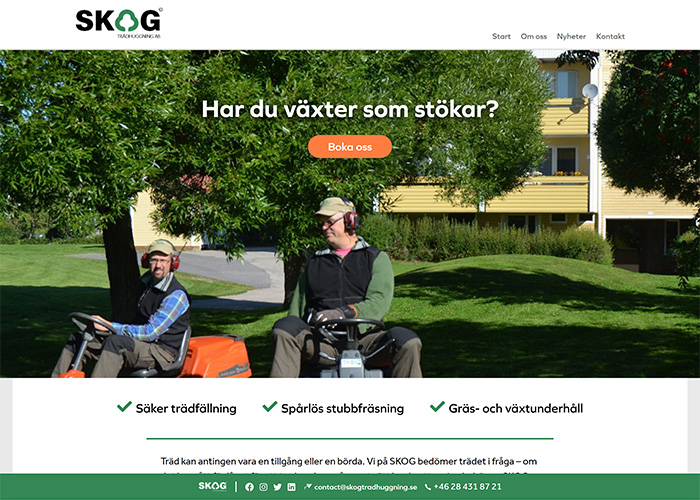 SKOG
TRÄDHUGGNING AB
Start Om oss Nyheter Kontakt
Har du växter som stökar?
Boka oss
Säker trädfällning Spårlös stubbfräsning Gräs- och växtunderhåll
Träd kan antingen vara en tillgång eller en börda. Vi på SKOG bedömer trädet i fråga – om
SKOG contact@skogtradhuggning.se +46 28 431 87 21